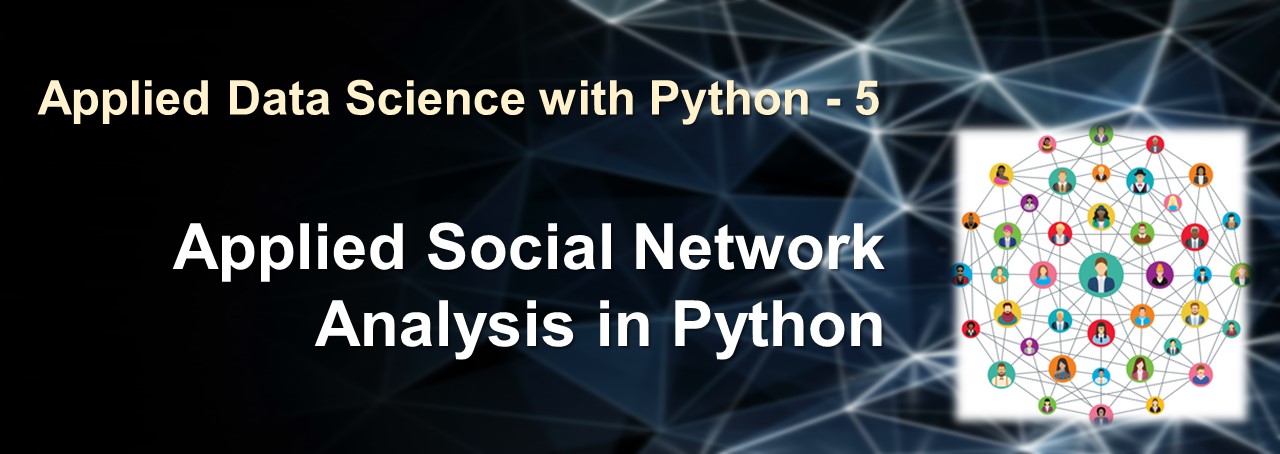 Applied Data Science with Python - 5
Applied Social Network
Analysis in Python